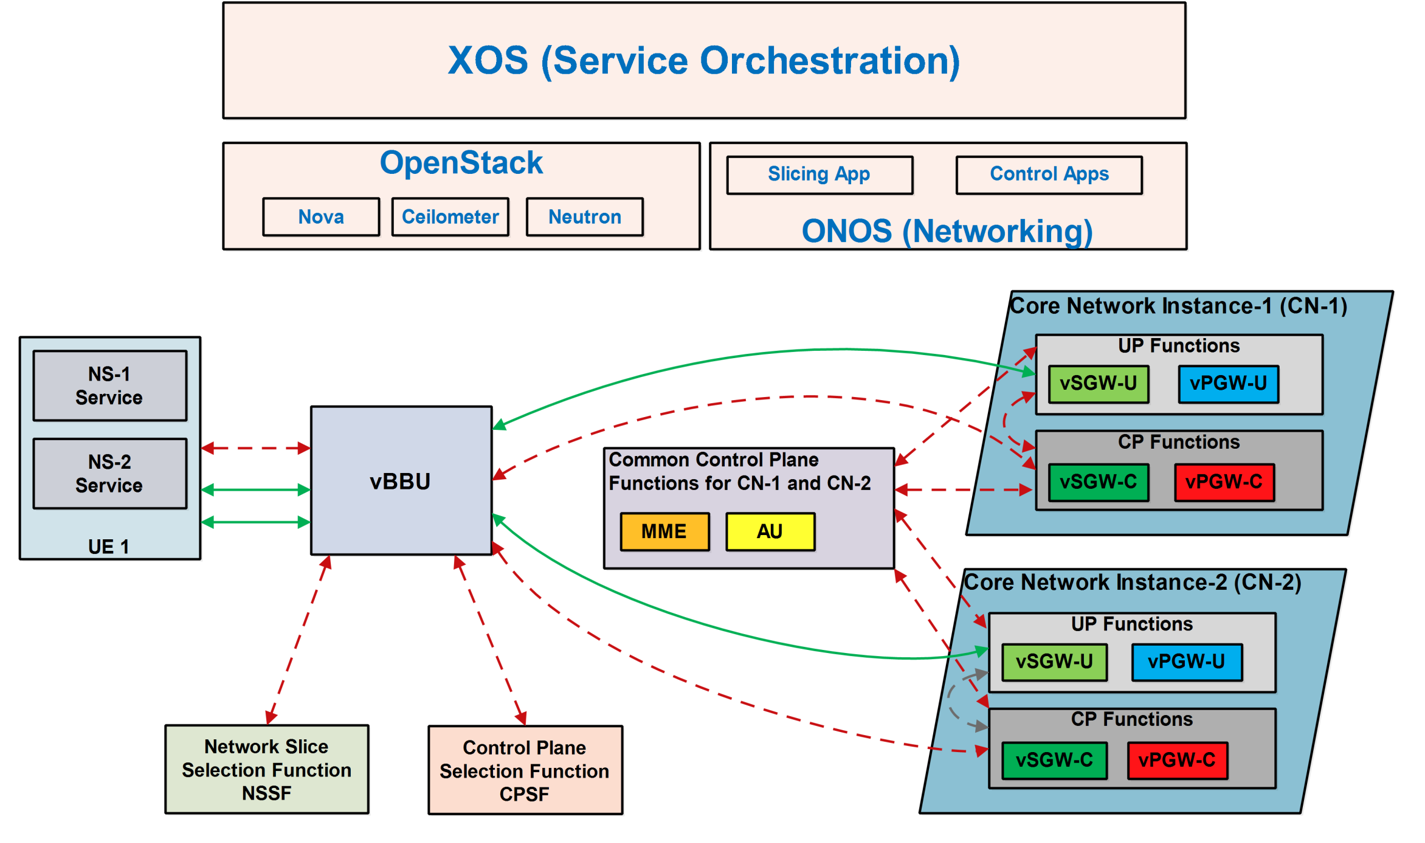 XOS (Service Orchestration)
OpenStack
Nova
Ceilometer
Neutron
Slicing App
Control Apps
ONOS (Networking)
NS-1
Service
NS-2
Service
UE 1
vBBU
Common Control Plane
Functions for CN-1 and CN-2
MME
AU
Core Network Instance-1 (CN-1)
UP Functions
vSGW-U
vPGW-U
CP Functions
vSGW-C
vPGW-C
Core Network Instance-2 (CN-2)
UP Functions
vSGW-U
vPGW-U
CP Functions
vSGW-C
vPGW-C
Network Slice
Selection Function
NSSF
Control Plane
Selection Function
CPSF